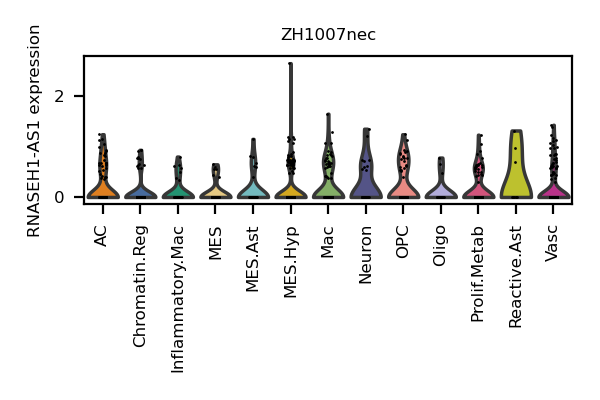 ZH1007nec
RNASEH1-AS1 expression
2
0
AC
Chromatin.Reg
Inflammatory.Mac
MES
MES.Ast
MES.Hyp
Mac
Neuron
OPC
Oligo
Prolif.Metab
Reactive.Ast
Vasc